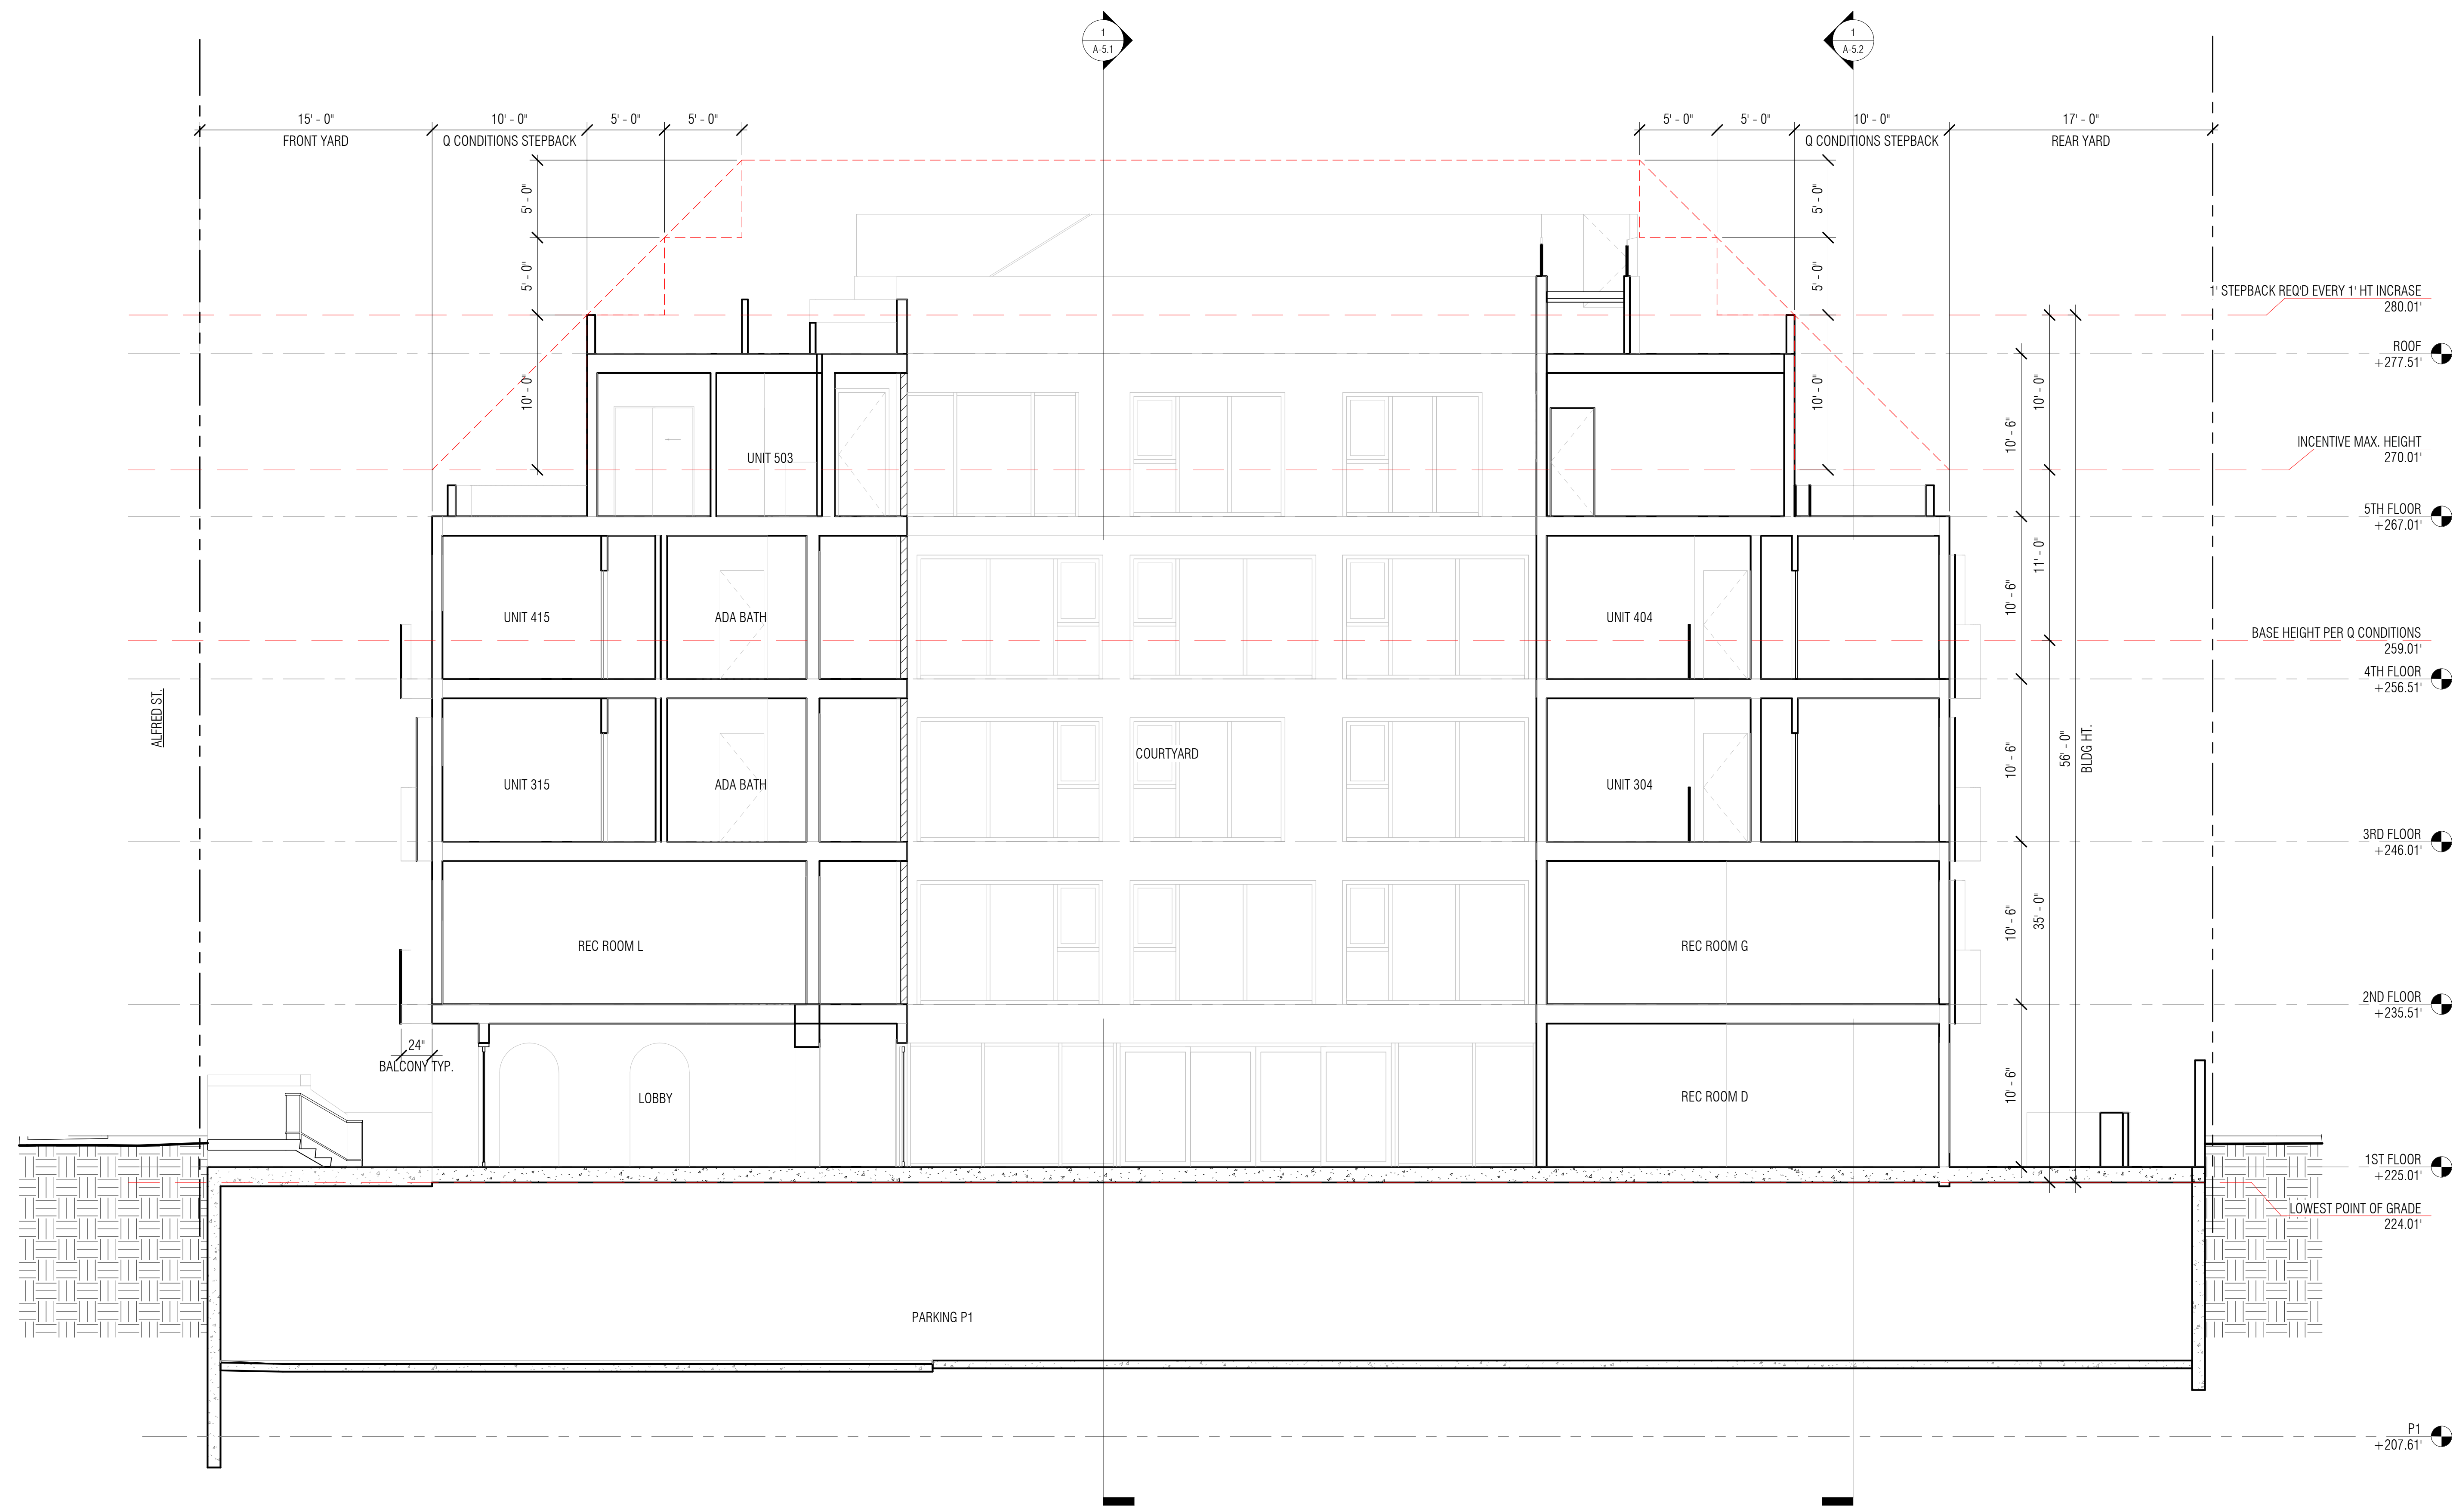 1
A-5.1
1
A-5.2
15' - 0"
FRONT YARD
10' - 0"
Q CONDITIONS STEPBACK
5' - 0"
5' - 0"
5' - 0"
5' - 0"
10' - 0"
Q CONDITIONS STEPBACK
17' - 0"
REAR YARD
5' - 0"
5' - 0"
10' - 0"
5' - 0"
5' - 0"
10' - 0"
1' STEPBACK REQ'D EVERY 1' HT INCRASE
280.01'
ROOF
+277.51'
INCENTIVE MAX. HEIGHT
270.01'
5TH FLOOR
+267.01'
BASE HEIGHT PER Q CONDITIONS
259.01'
4TH FLOOR
+256.51'
3RD FLOOR
+246.01'
2ND FLOOR
+235.51'
1ST FLOOR
+225.01'
LOWEST POINT OF GRADE
224.01'
P1
+207.61'
10' - 6"
10' - 6"
10' - 6"
10' - 6"
10' - 6"
10' - 0"
11' - 0"
35' - 0"
56' - 0"
BLDG HT.
ALFRED ST.
UNIT 503
UNIT 415
ADA BATH
UNIT 404
UNIT 315
ADA BATH
COURTYARD
UNIT 304
REC ROOM L
REC ROOM G
24"
BALCONY TYP.
LOBBY
REC ROOM D
PARKING P1